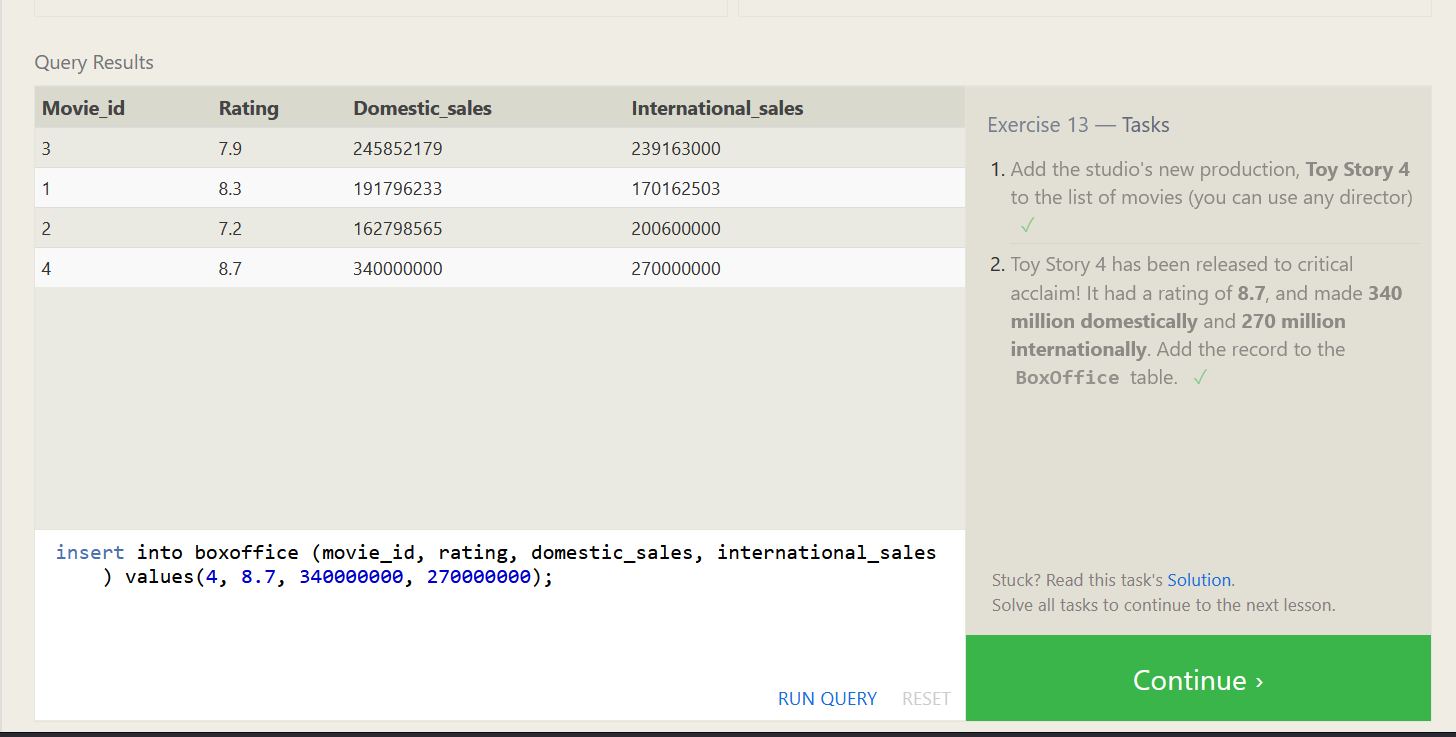 Query Results
Movie_id Rating Domestic_sales International_sales
3 7.9 245852179 239163000
1 8.3 191796233 170162503
2 7.2 162798565 200600000
4 8.7 340000000 270000000
insert into boxoffice (movie_id, rating, domestic_sales, international_sales
) values(4, 8.7, 340000000, 270000000);
RUN QUERY RESET
Exercise 13 — Tasks
1. Add the studio's new production, Toy Story 4
to the list of movies (you can use any director)
✓
2. Toy Story 4 has been released to critical
acclaim! It had a rating of 8.7, and made 340
million domestically and 270 million
internationally. Add the record to the
BoxOffice table. ✓
Stuck? Read this task's Solution.
Solve all tasks to continue to the next lesson.
Continue ›